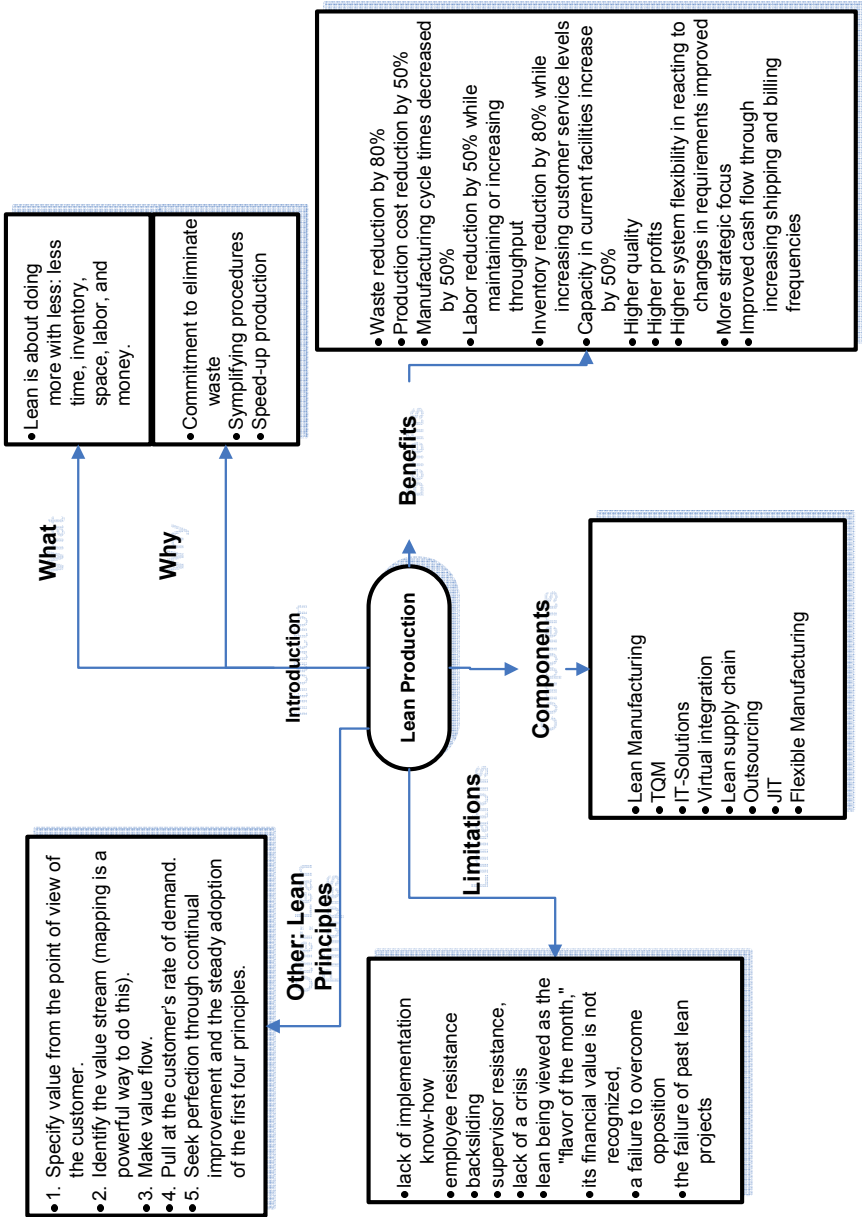 What
• Lean is about doing
more with less: less
time, inventory,
space, labor, and
money.
Why
• Commitment to eliminate
waste
• Symplifying procedures
• Speed-up production
Introduction
Lean Production
Benefits
• Waste reduction by 80%
• Production cost reduction by 50%
• Manufacturing cycle times decreased
by 50%
• Labor reduction by 50% while
maintaining or increasing
throughput
• Inventory reduction by 80% while
increasing customer service levels
• Capacity in current facilities increase
by 50%
• Higher quality
• Higher profits
• Higher system flexibility in reacting to
changes in requirements improved
• More strategic focus
• Improved cash flow through
increasing shipping and billing
frequencies
Components
• Lean Manufacturing
• TQM
• IT-Solutions
• Virtual integration
• Lean supply chain
• Outsourcing
• JIT
• Flexible Manufacturing
Limitations
• lack of implementation
know-how
• employee resistance
• backsliding
• supervisor resistance,
• lack of a crisis
• lean being viewed as the
"flavor of the month,"
• its financial value is not
recognized,
• a failure to overcome
opposition
• the failure of past lean
projects
Other: Lean
Principles
• 1. Specify value from the point of view of
the customer.
• 2. Identify the value stream (mapping is a
powerful way to do this).
• 3. Make value flow.
• 4. Pull at the customer's rate of demand.
• 5. Seek perfection through continual
improvement and the steady adoption
of the first four principles.